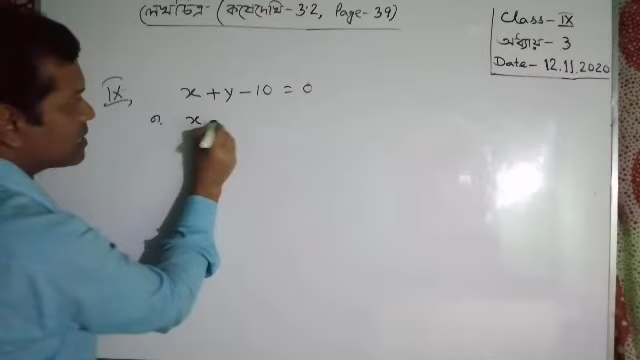 লেখচিত্র- (কষেদেখি-3.2, Page-39)
Class-IX
অধ্যায়-3
Date-12.11.2020
IX, x+y-10=0
বা, x